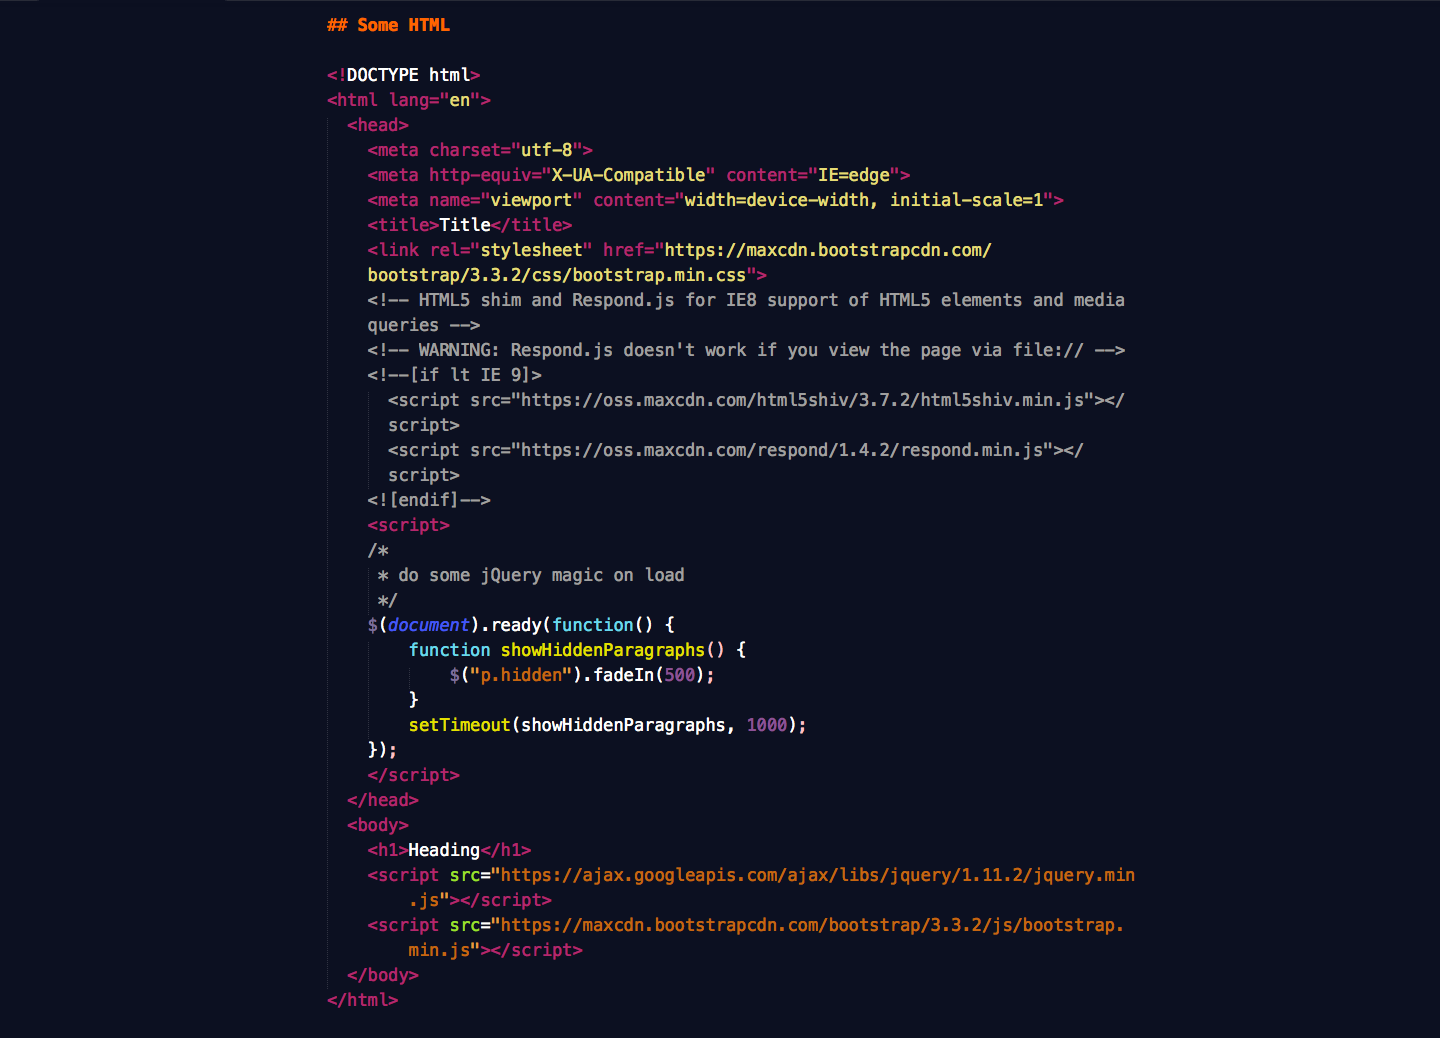 ## Some HTML
<!DOCTYPE html>
<html lang="en">
<head>
<meta charset="utf-8">
<meta http-equiv="X-UA-Compatible" content="IE=edge">
<meta name="viewport" content="width=device-width, initial-scale=1">
<title>Title</title>
<link rel="stylesheet" href="https://maxcdn.bootstrapcdn.com/
bootstrap/3.3.2/css/bootstrap.min.css">
<!-- HTML5 shim and Respond.js for IE8 support of HTML5 elements and media
queries -->
<!-- WARNING: Respond.js doesn't work if you view the page via file:// -->
<!--[if lt IE 9]>
<script src="https://oss.maxcdn.com/html5shiv/3.7.2/html5shiv.min.js"></
script>
<script src="https://oss.maxcdn.com/respond/1.4.2/respond.min.js"></
script>
<![endif]-->
<script>
/*
* do some jQuery magic on load
*/
$(document).ready(function() {
function showHiddenParagraphs() {
$("p.hidden").fadeIn(500);
}
setTimeout(showHiddenParagraphs, 1000);
});
</script>
</head>
<body>
<h1>Heading</h1>
<script src="https://ajax.googleapis.com/ajax/libs/jquery/1.11.2/jquery.min
.js"></script>
<script src="https://maxcdn.bootstrapcdn.com/bootstrap/3.3.2/js/bootstrap.
min.js"></script>
</body>
</html>